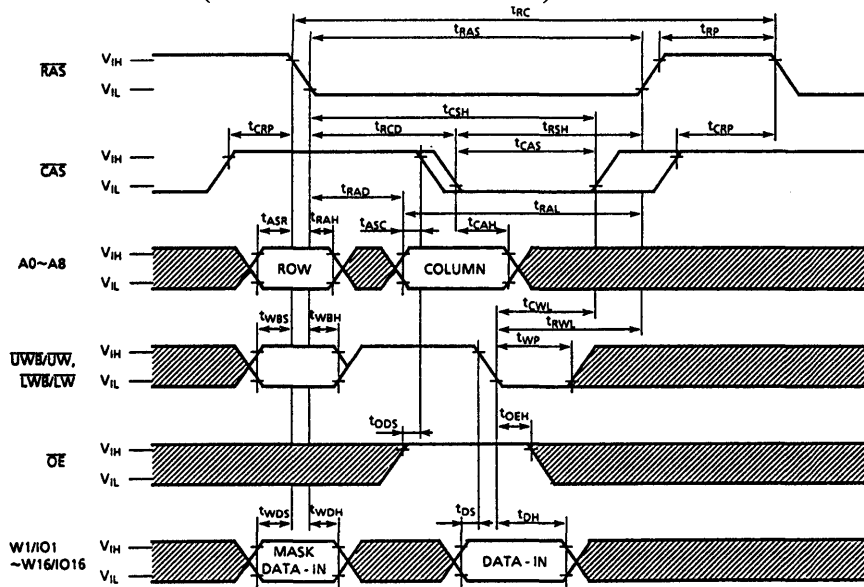 tRC
tRAS
tRP
RAS
VIH
VIL
tCSH
tCRP
tRCD
tRSH
tCRP
tCAS
CAS
VIH
VIL
tRAD
tRAL
tASR
tRAH
tASC
tCAH
A0~A8
VIH
VIL
ROW
COLUMN
tCWL
tRWL
tWBS
tWBH
tWP
UWB/UW,
LWB/LW
VIH
VIL
tODS
tOEH
OE
VIH
VIL
tWDS
tWDH
tDS
tDH
W1/IO1
~W16/IO16
VIH
VIL
MASK
DATA - IN
DATA - IN